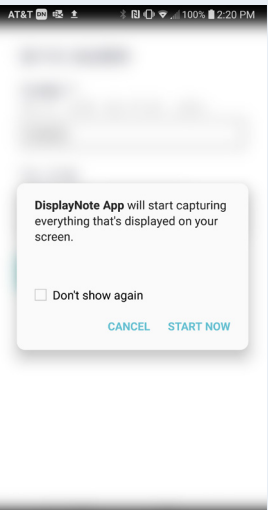 AT&T DN 100% 2:20 PM
DisplayNote App will start capturing
everything that's displayed on your
screen.
Don't show again
CANCEL START NOW